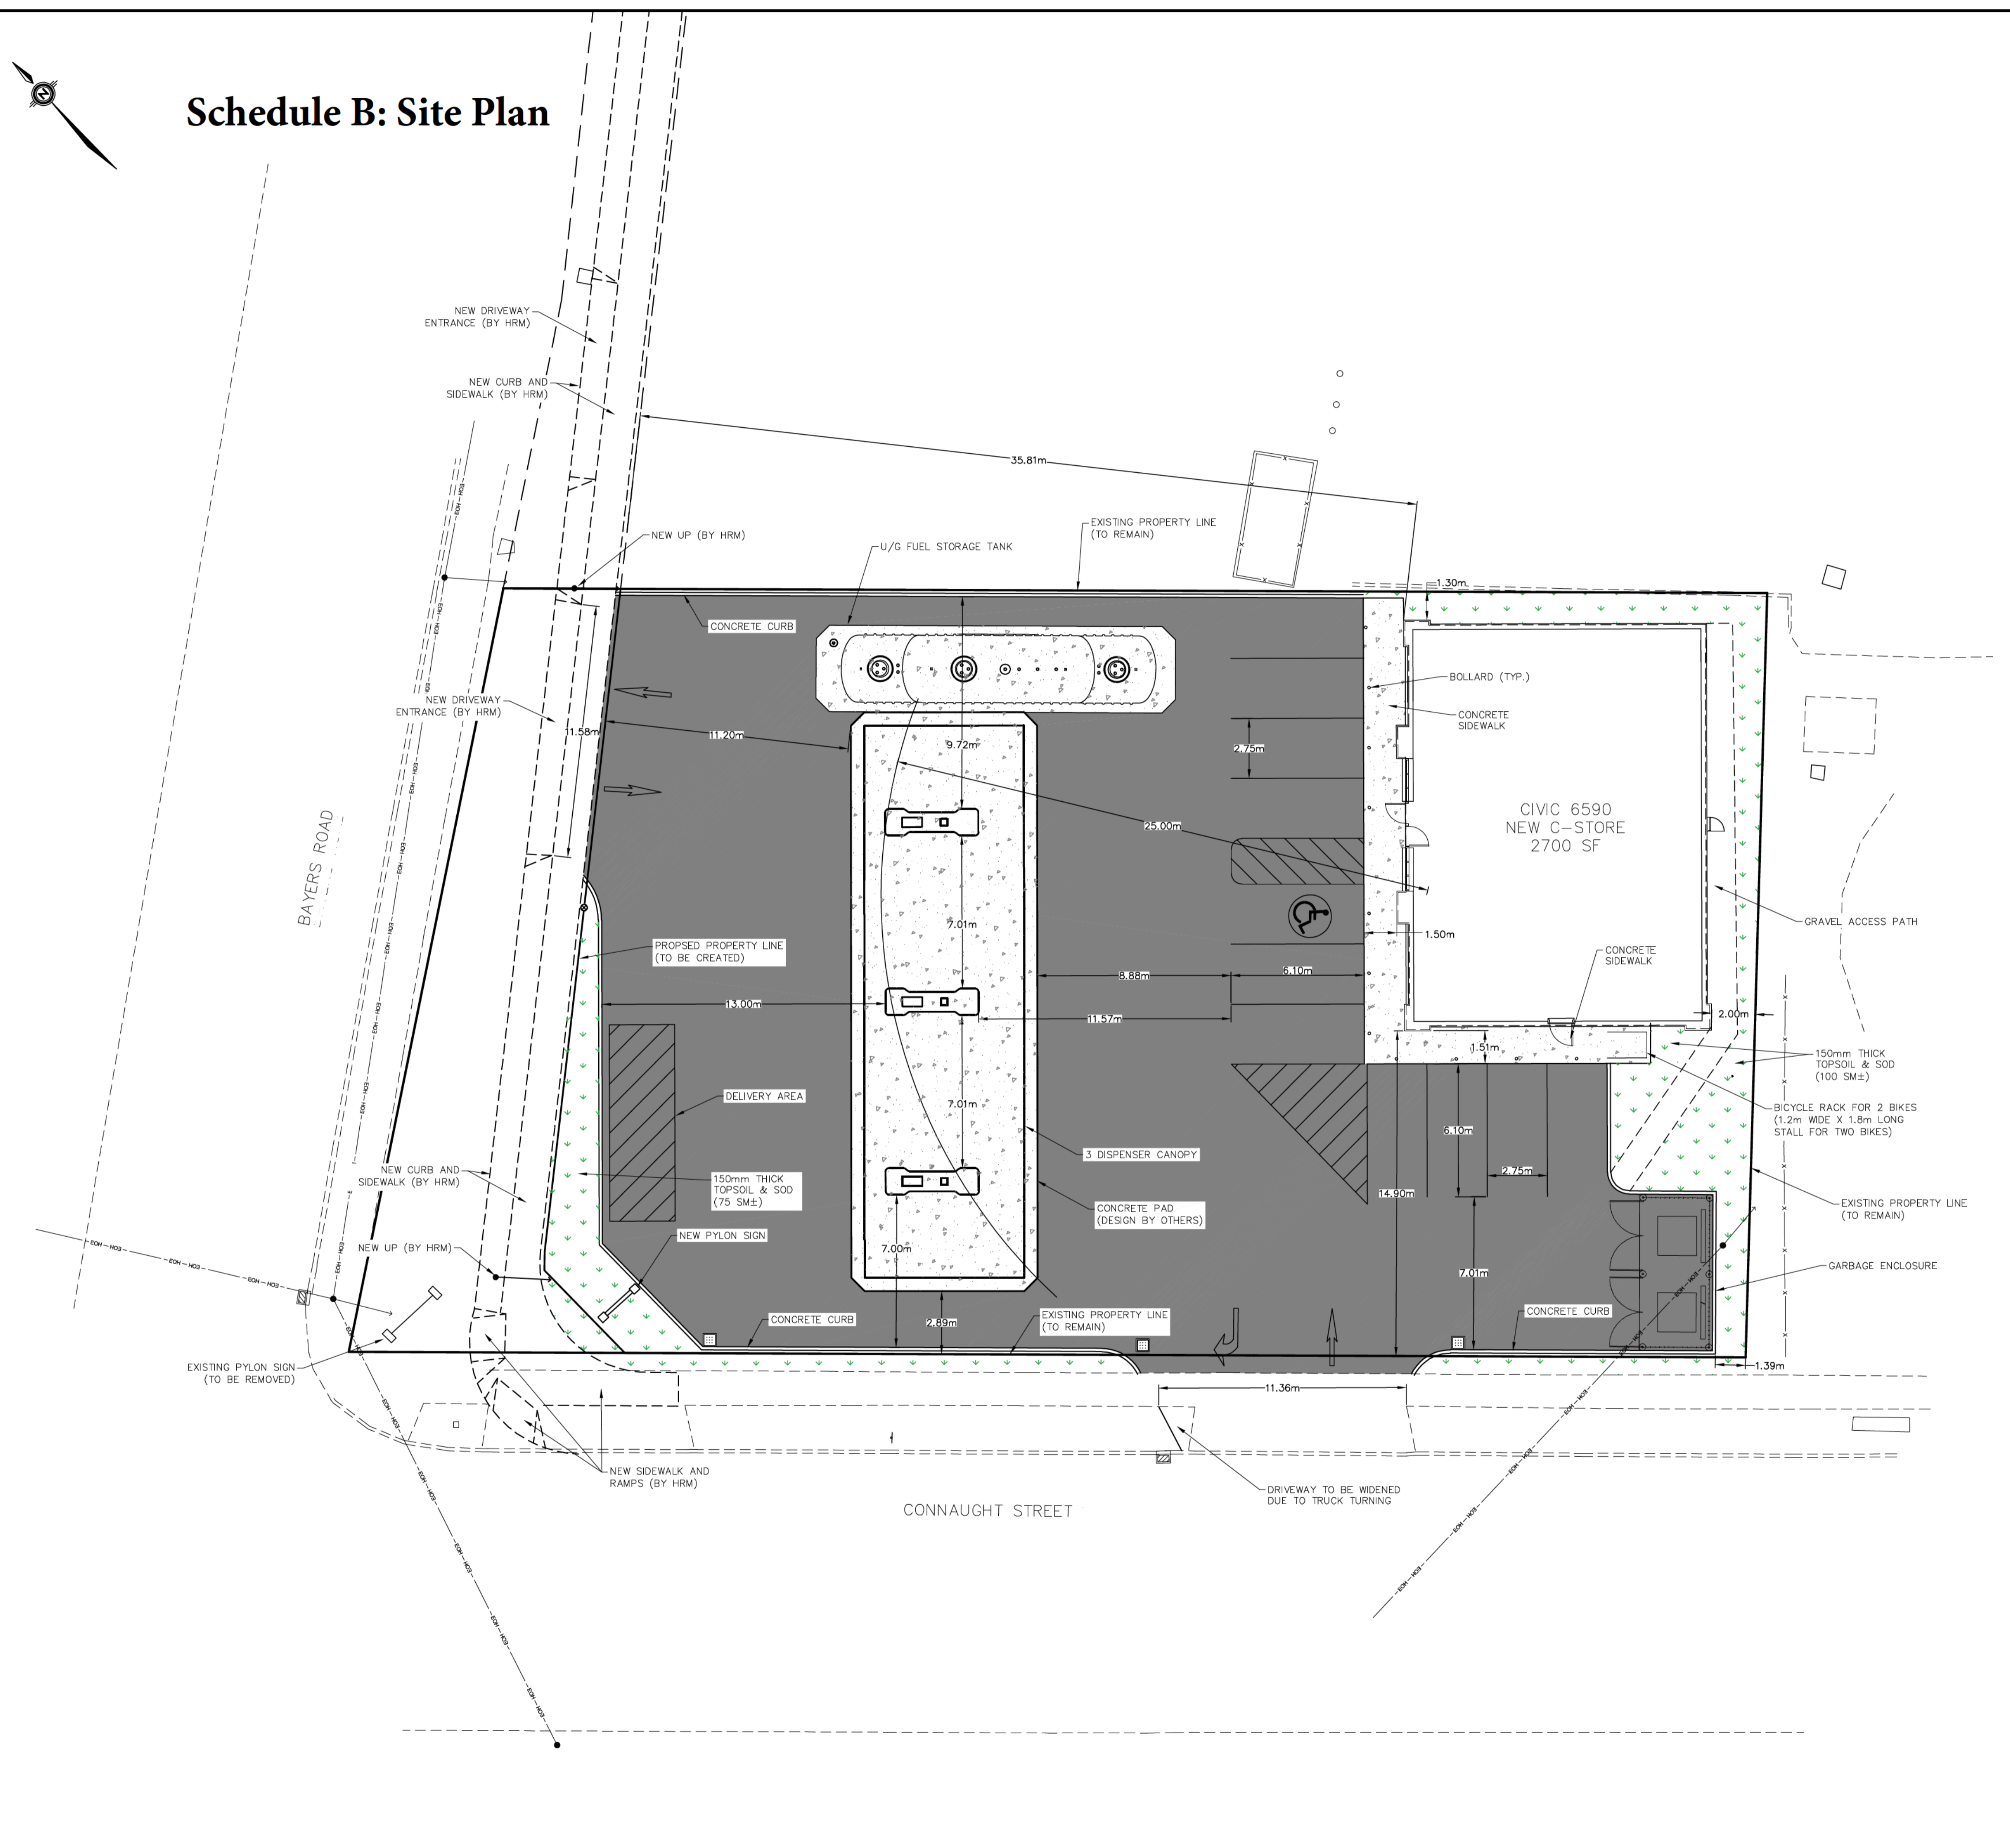 Schedule B: Site Plan
N
NEW DRIVEWAY
ENTRANCE (BY HRM)
NEW CURB AND
SIDEWALK (BY HRM)
35.81m
NEW UP (BY HRM)
U/G FUEL STORAGE TANK
EXISTING PROPERTY LINE
(TO REMAIN)
1.30m
CONCRETE CURB
BOLLARD (TYP.)
NEW DRIVEWAY
ENTRANCE (BY HRM)
11.58m
11.20m
9.72m
2.75m
CONCRETE
SIDEWALK
25.00m
CIVIC 6590
NEW C-STORE
2700 SF
BAYERS ROAD
GRAVEL ACCESS PATH
7.01m
1.50m
PROPSED PROPERTY LINE
(TO BE CREATED)
CONCRETE
SIDEWALK
8.88m
6.10m
13.00m
11.57m
2.00m
1.51m
150mm THICK
TOPSOIL & SOD
(100 SM±)
DELIVERY AREA
7.01m
BICYCLE RACK FOR 2 BIKES
(1.2m WIDE X 1.8m LONG
STALL FOR TWO BIKES)
6.10m
3 DISPENSER CANOPY
NEW CURB AND
SIDEWALK (BY HRM)
150mm THICK
TOPSOIL & SOD
(75 SM±)
2.75m
14.90m
CONCRETE PAD
(DESIGN BY OTHERS)
EXISTING PROPERTY LINE
(TO REMAIN)
NEW PYLON SIGN
NEW UP (BY HRM)
7.00m
7.01m
GARBAGE ENCLOSURE
CONCRETE CURB
2.89m
EXISTING PROPERTY LINE
(TO REMAIN)
CONCRETE CURB
EXISTING PYLON SIGN
(TO BE REMOVED)
1.39m
11.36m
NEW SIDEWALK AND
RAMPS (BY HRM)
DRIVEWAY TO BE WIDENED
DUE TO TRUCK TURNING
CONNAUGHT STREET